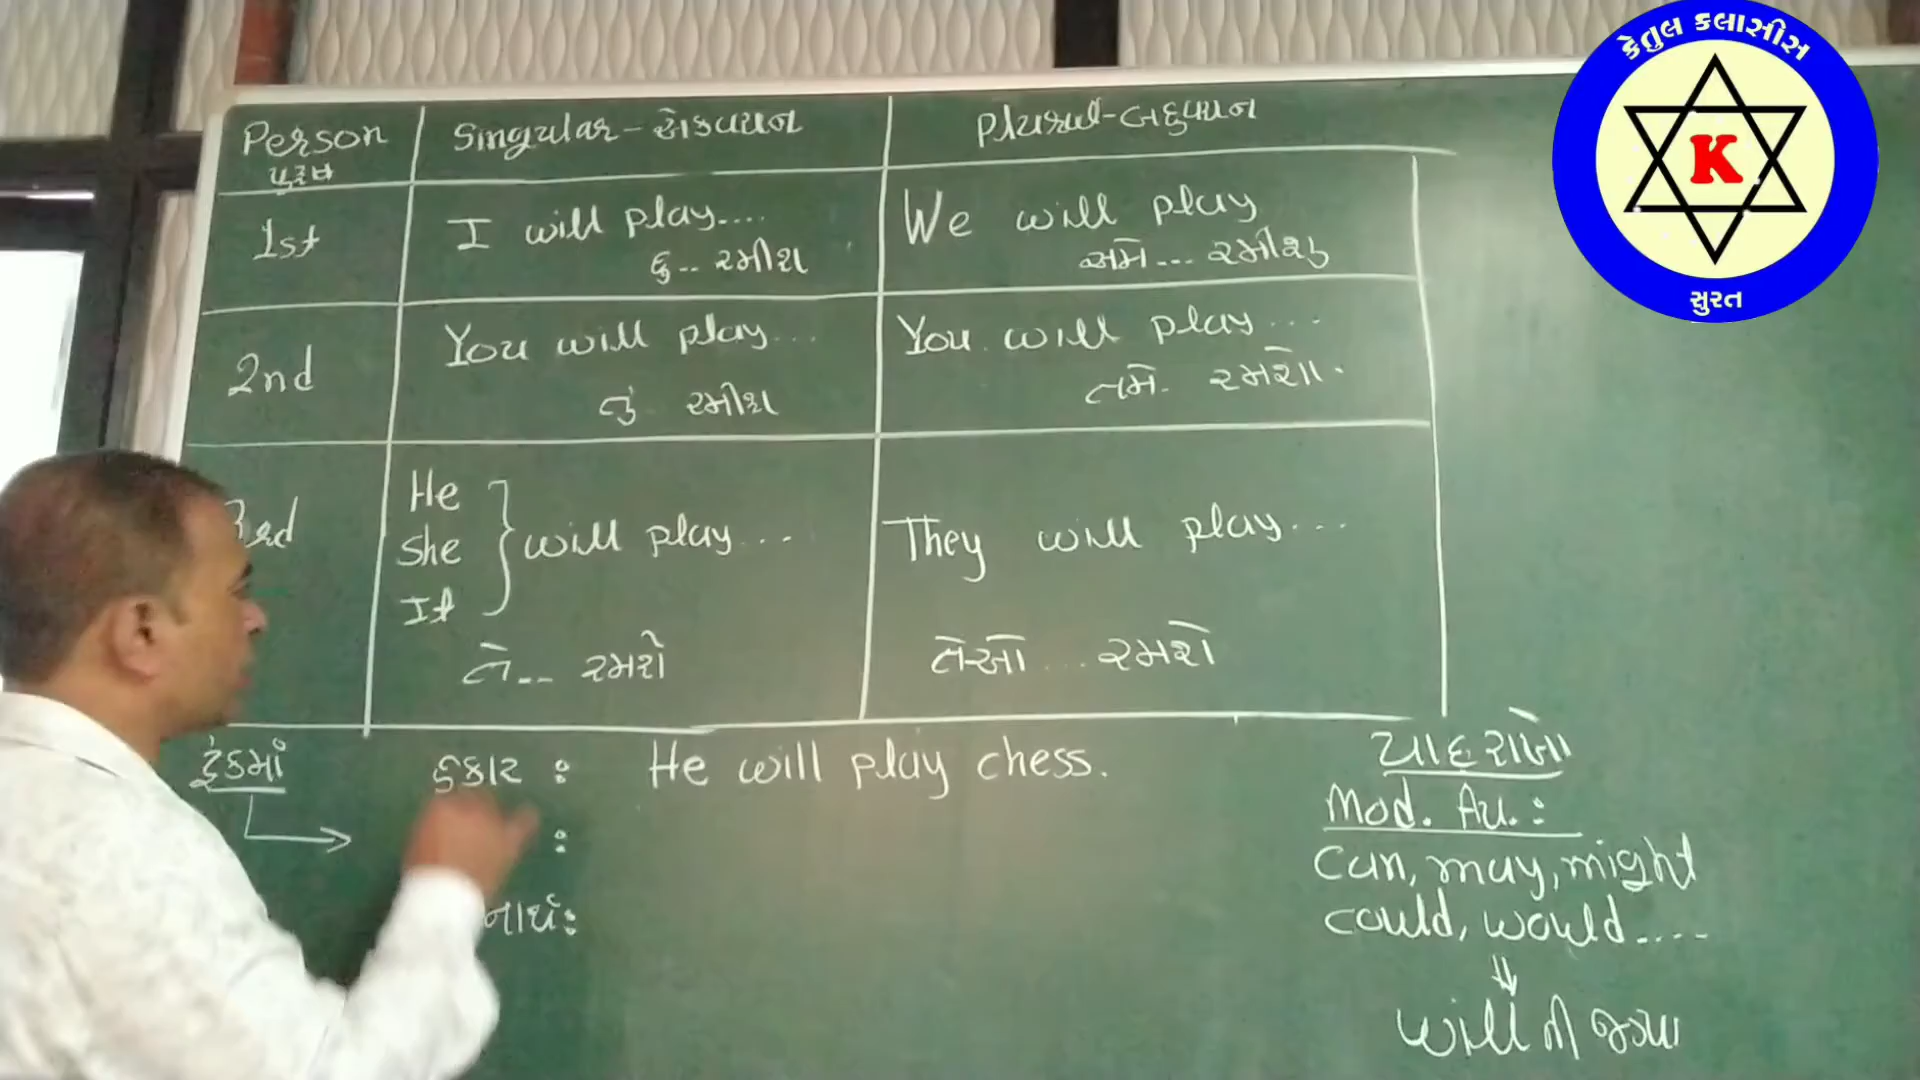 કેતુલ કલાસીસ
K
સુરત
Person Singular - એકવચન Plural - બહુવચન
પુરુષ
1st I will play.... We will play
હું... રમીશ અમે... રમીશું
2nd You will play... You will play...
તું રમીશ તમે. રમશો.
3rd He
She will play... They will play...
It
તે... રમશે તેઓ... રમશે
ટૂંકમાં હકાર : He will play chess.
:
નાર્થ:
યાદ રાખો
Mod. Au.:
Can, may, might
could, would....
will ની જગ્યા